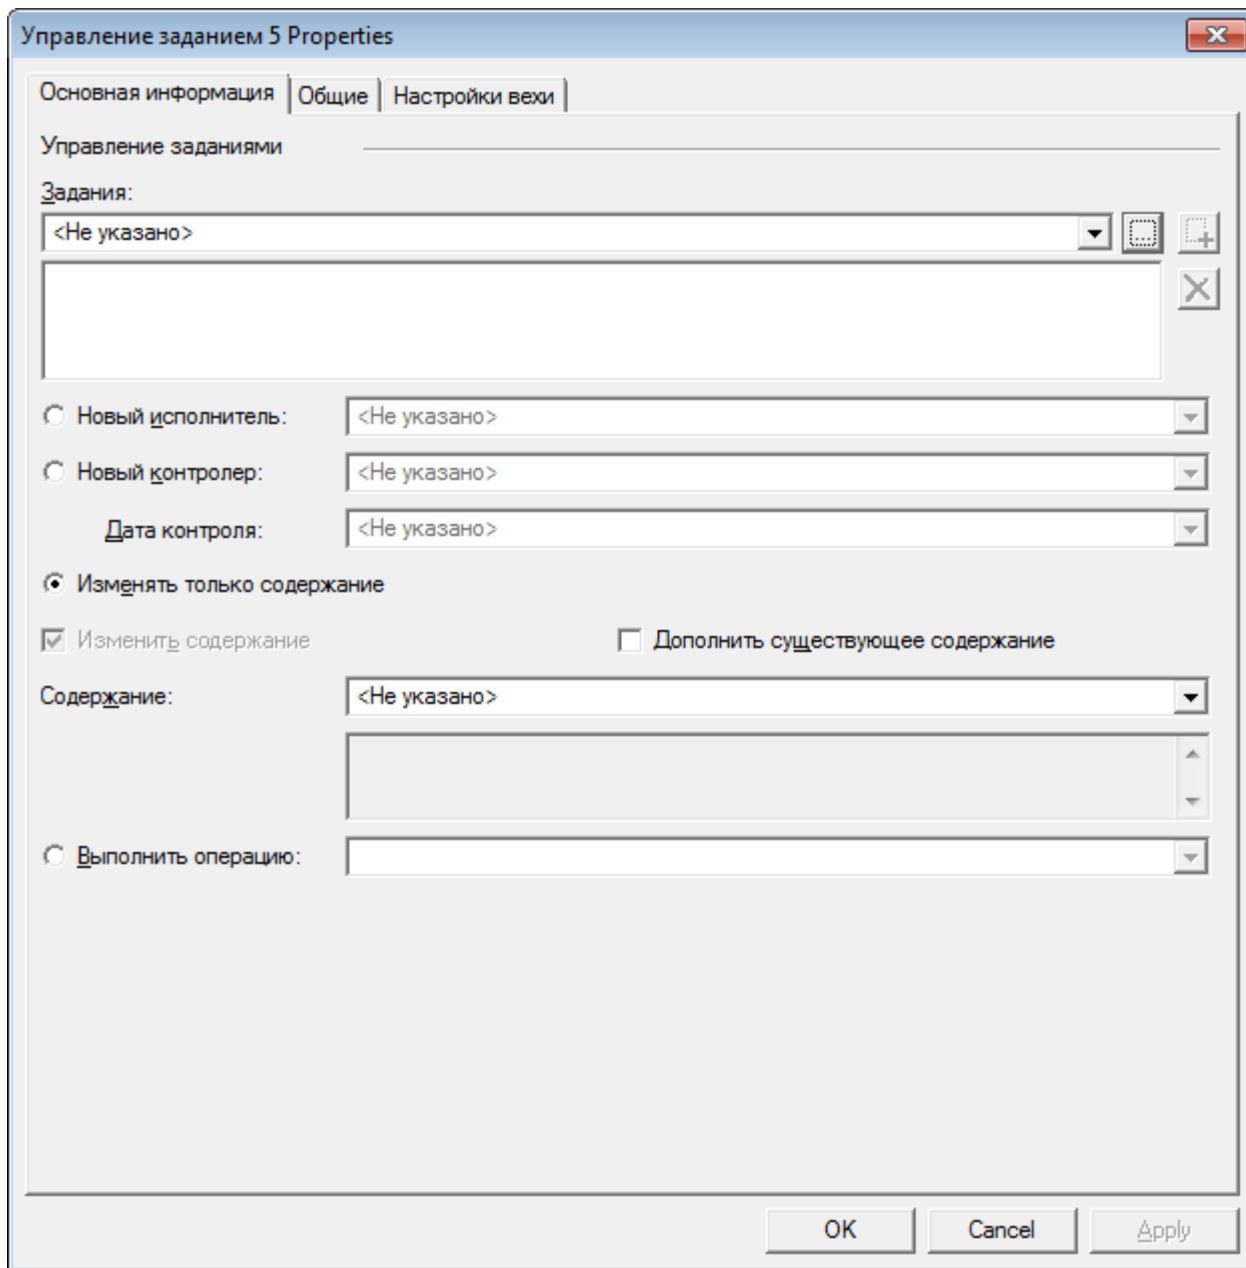 Управление заданием 5 Properties
Основная информация Общие Настройки вехи
Управление заданиями
Задания:
<Не указано>
Новый исполнитель: <Не указано>
Новый контролер: <Не указано>
Дата контроля: <Не указано>
Изменять только содержание
Изменить содержание Дополнить существующее содержание
Содержание: <Не указано>
Выполнить операцию:
OK Cancel Apply